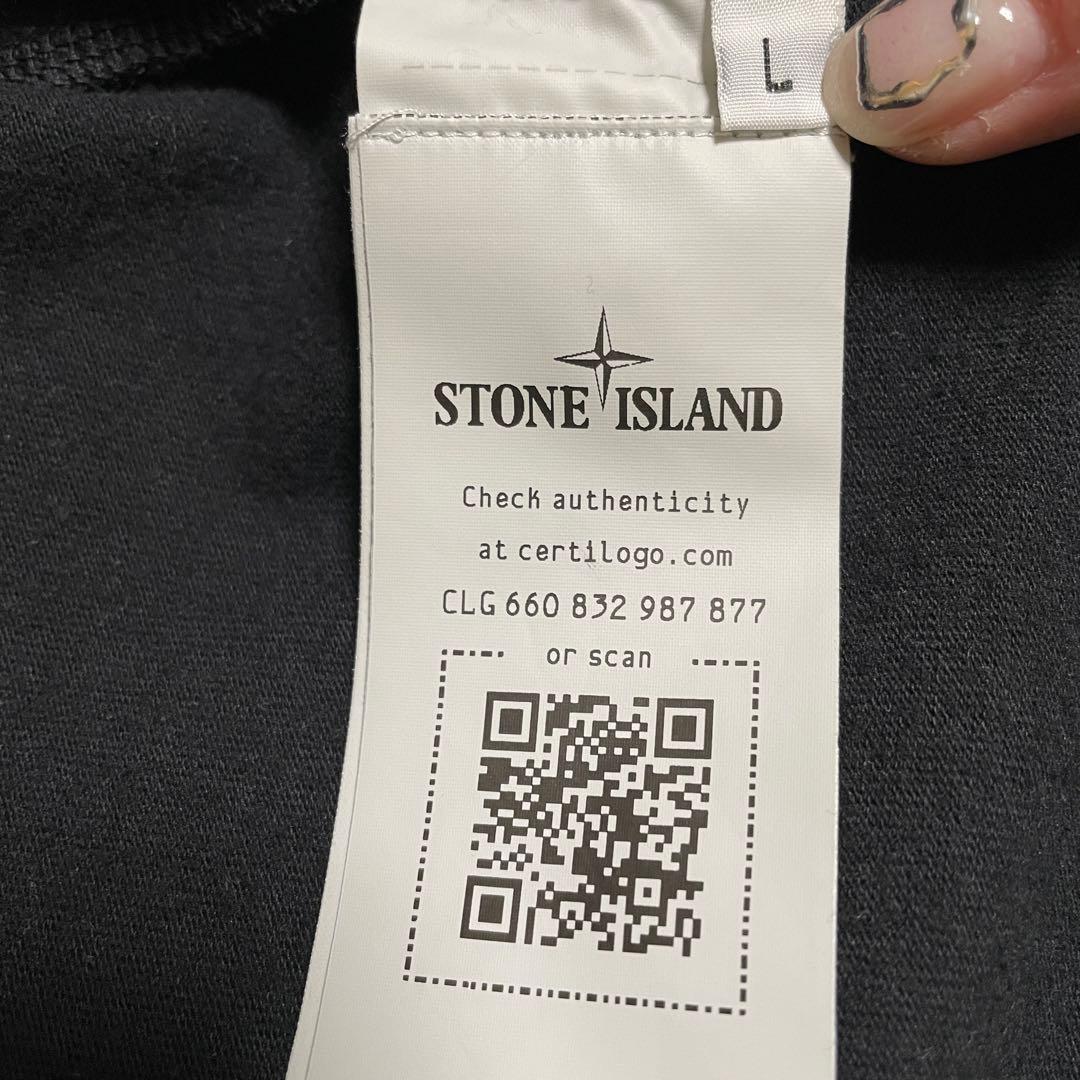 L
STONE ISLAND
Check authenticity
at certilogo.com
CLG 660 832 987 877
or scan